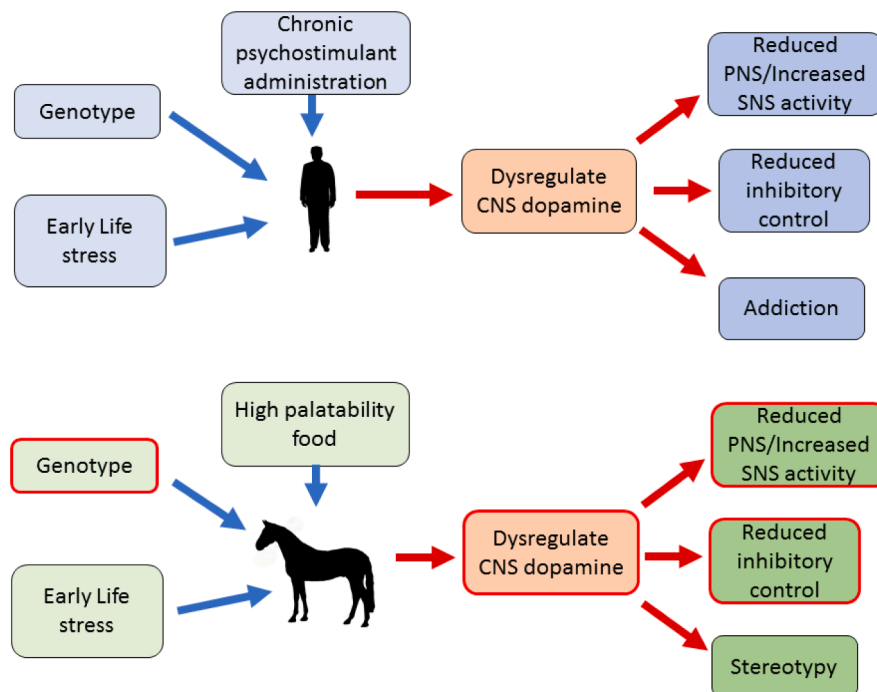 Chronic
psychostimulant
administration
Genotype
Early Life
stress
Dysregulate
CNS dopamine
Reduced
PNS/Increased
SNS activity
Reduced
inhibitory
control
Addiction
High palatability
food
Genotype
Early Life
stress
Dysregulate
CNS dopamine
Reduced
PNS/Increased
SNS activity
Reduced
inhibitory
control
Stereotypy